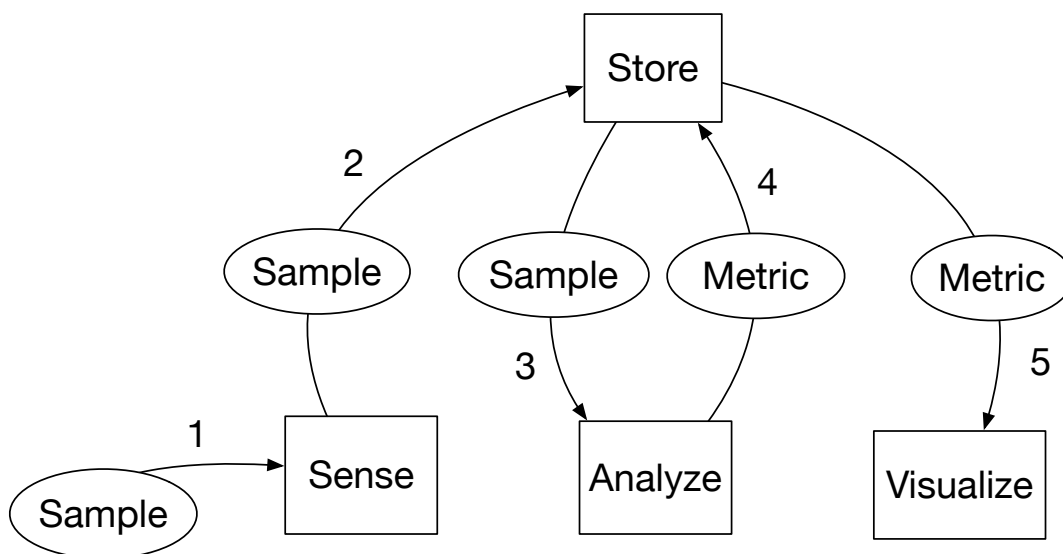 Store
2
4
Sample
Sample
Metric
Metric
3
5
1
Sense
Analyze
Visualize
Sample